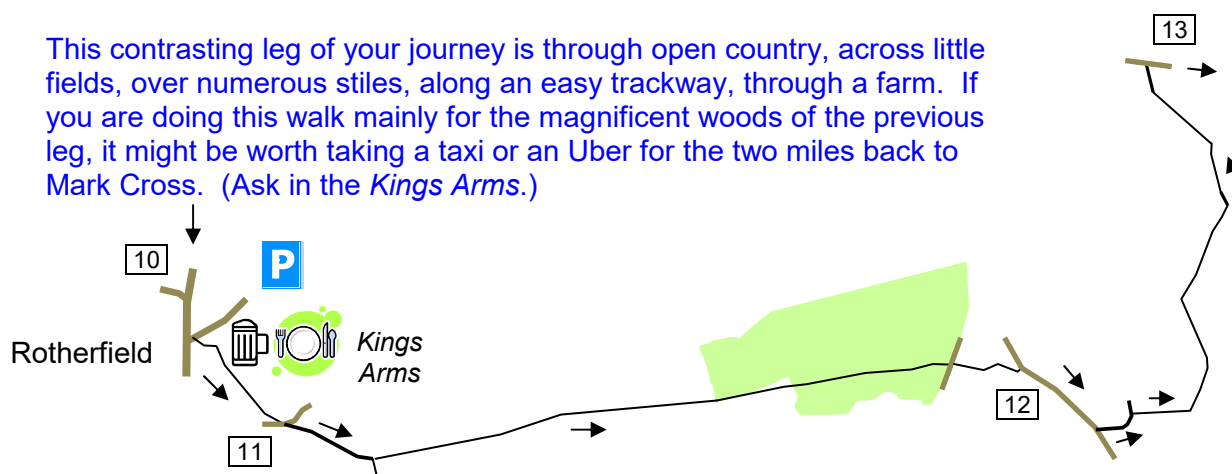 This contrasting leg of your journey is through open country, across little
fields, over numerous stiles, along an easy trackway, through a farm.  If
you are doing this walk mainly for the magnificent woods of the previous
leg, it might be worth taking a taxi or an Uber for the two miles back to
Mark Cross.  (Ask in the Kings Arms.)
13
10
P
Rotherfield
Kings
Arms
12
11